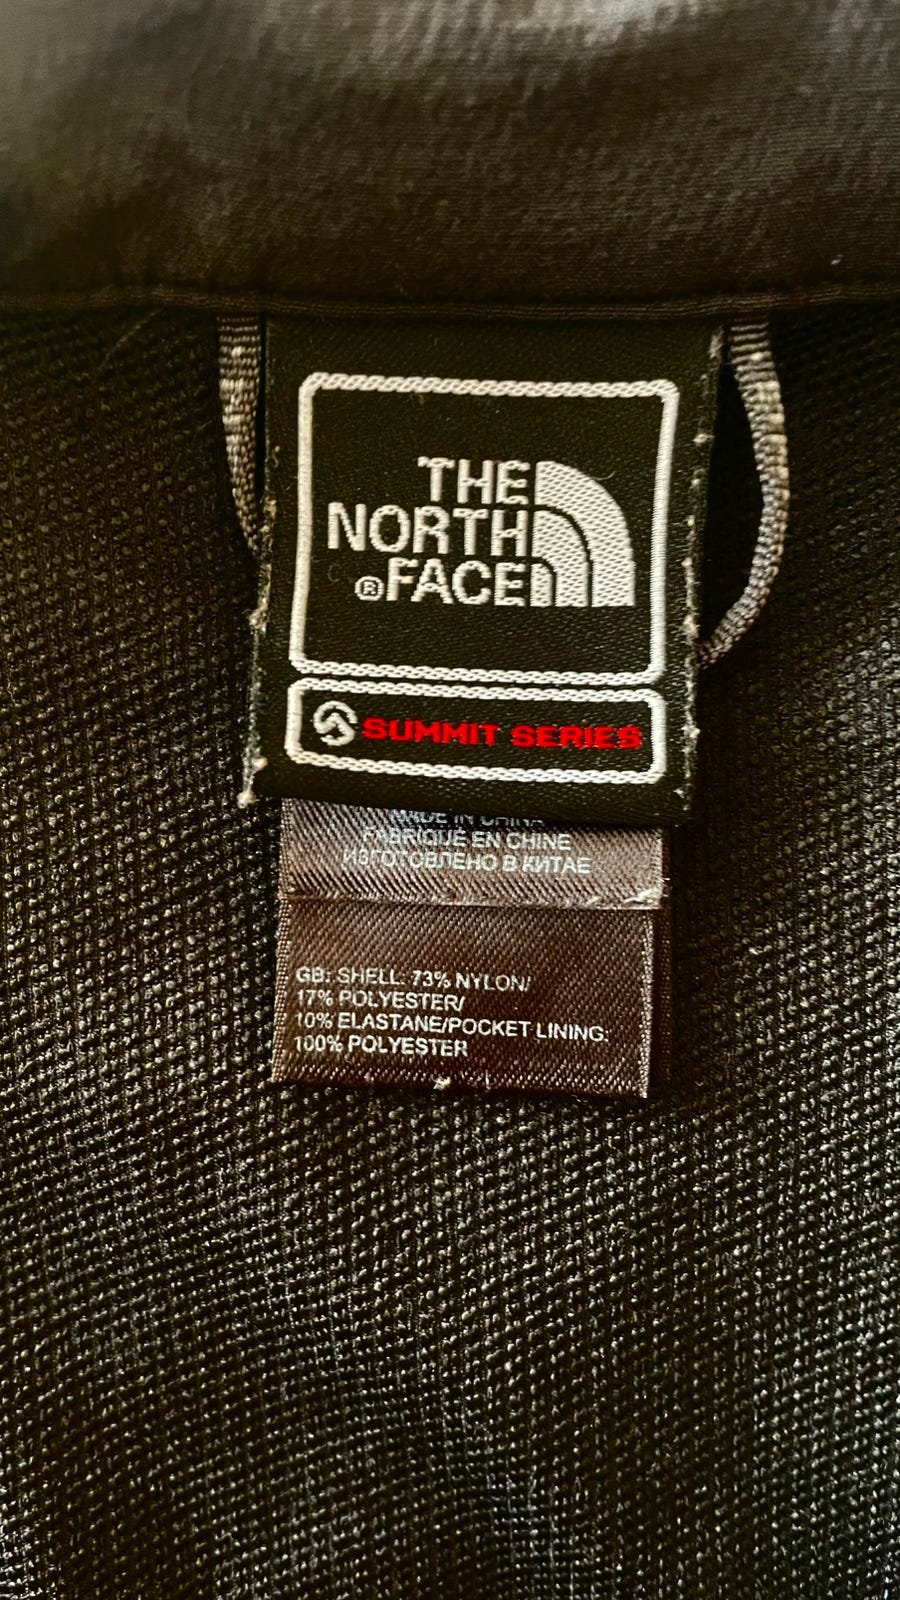 THE
NORTH
®FACE
SUMMIT SERIES
MADE IN CHINA
FABRIQUÉ EN CHINE
ИЗГОТОВЛЕНО В КИТАЕ
GB: SHELL: 73% NYLON/
17% POLYESTER/
10% ELASTANE/POCKET LINING:
100% POLYESTER